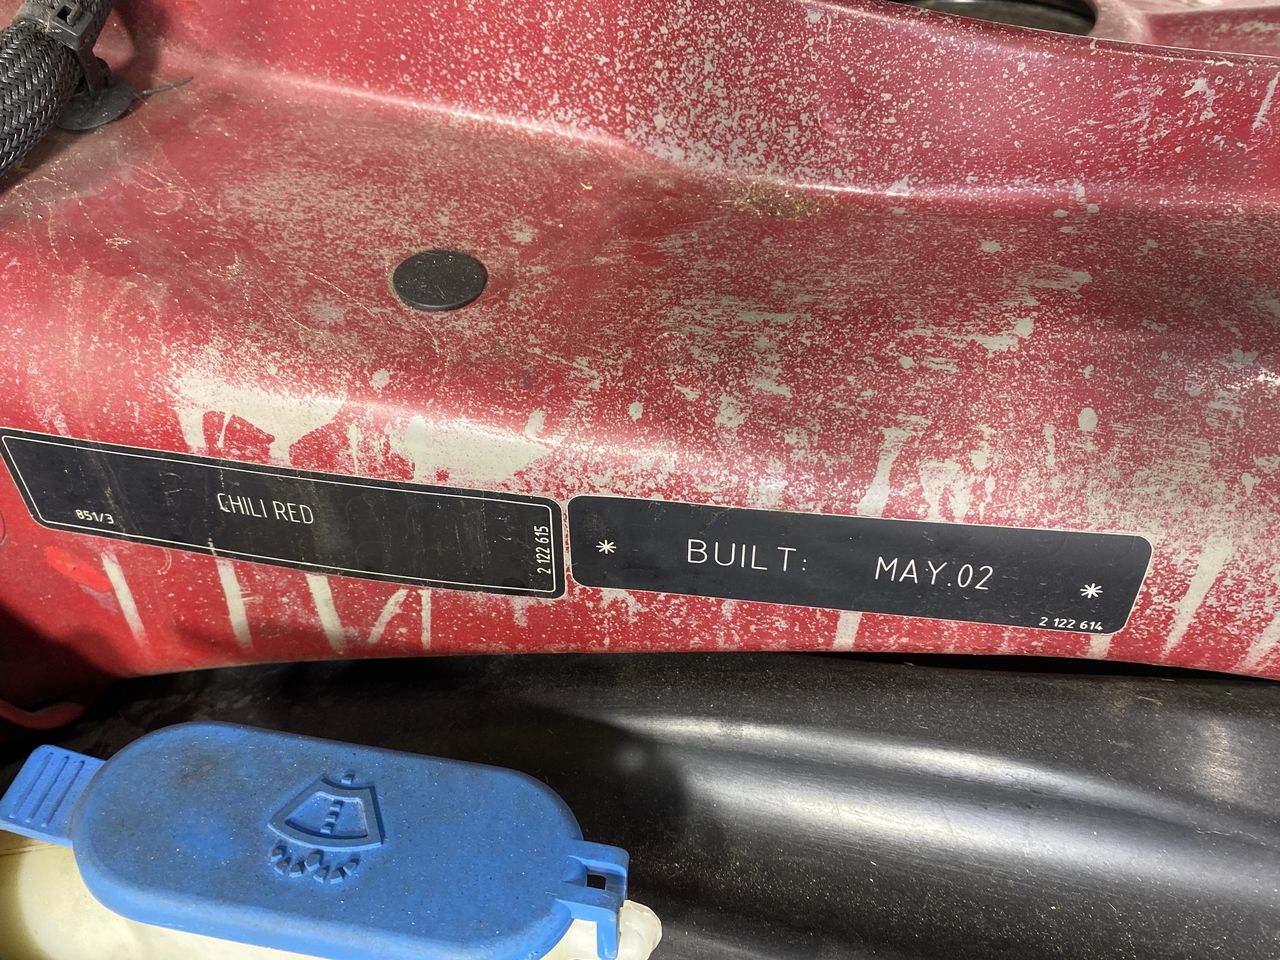 CHILI RED
851/3
2 122 615
* BUILT: MAY.02 *
2 122 614